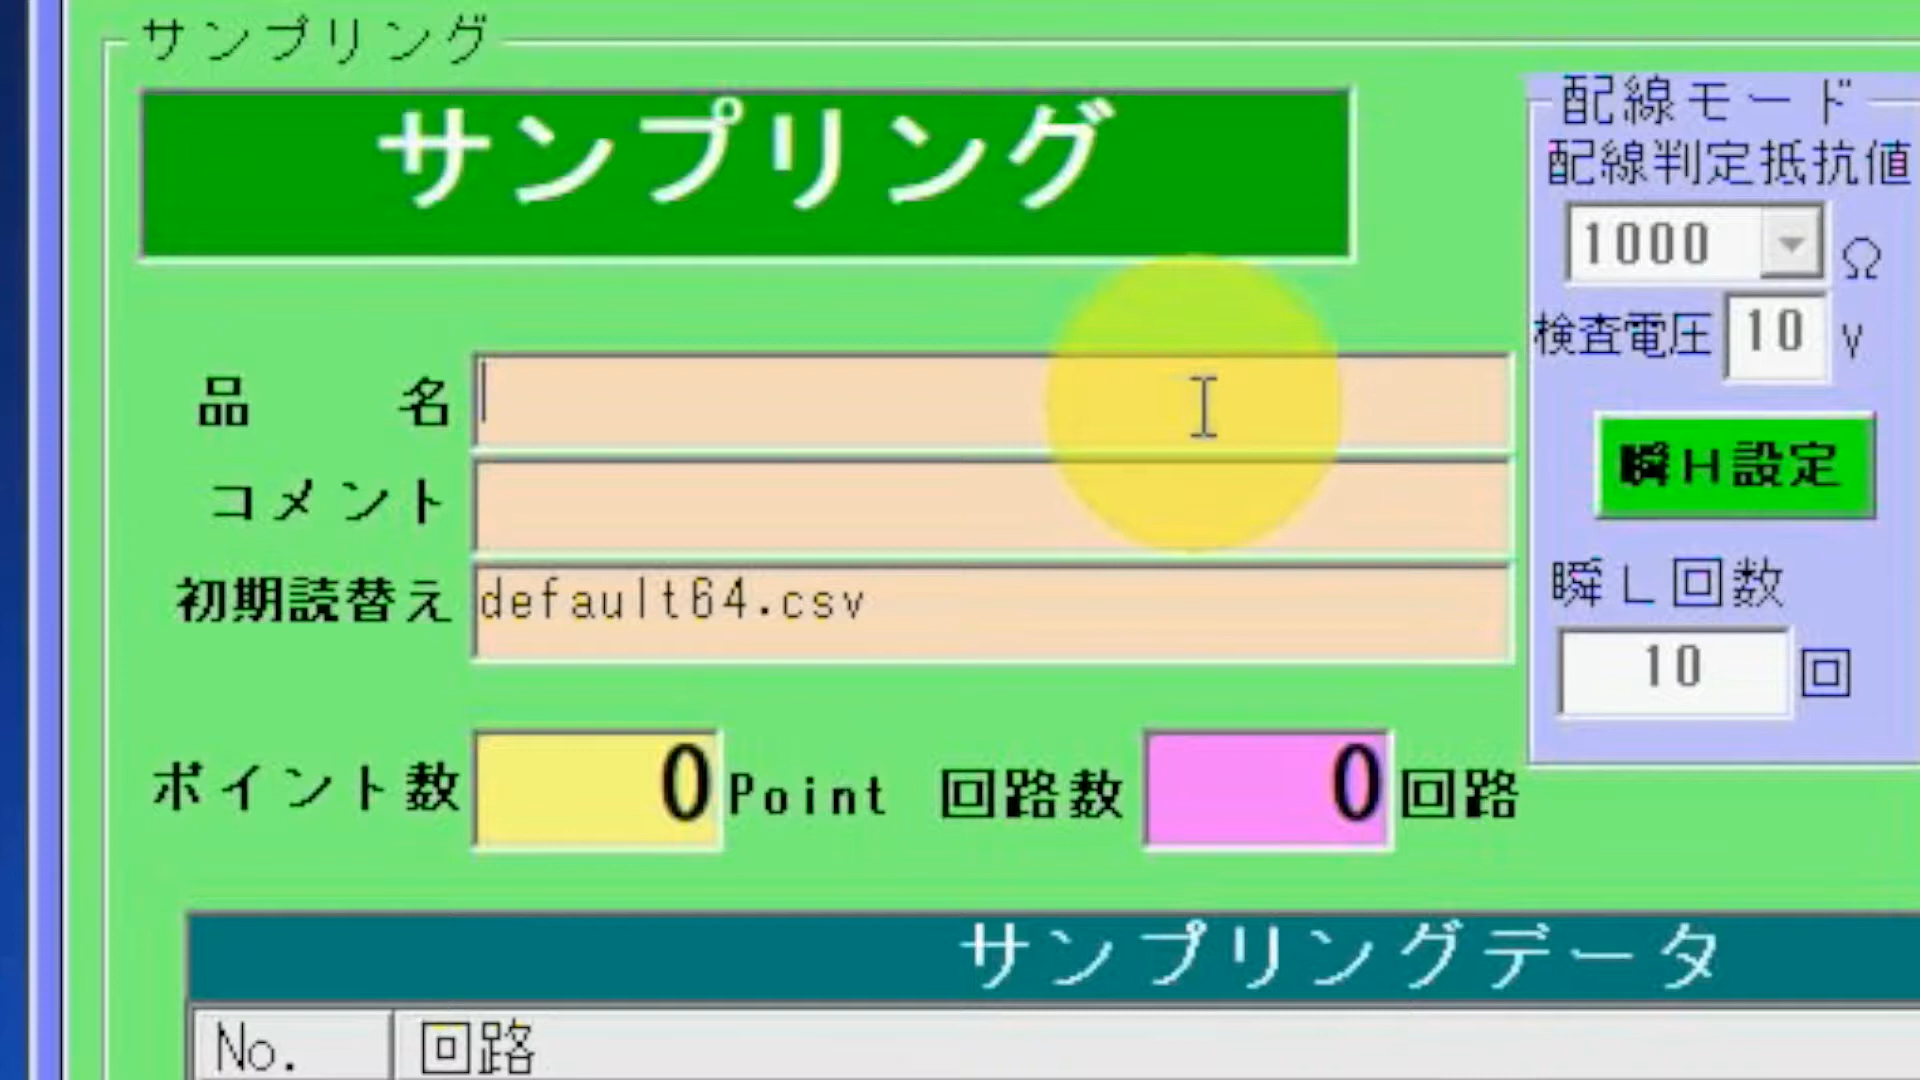 サンプリング
サンプリング
品 名
コメント
初期読替え default64.csv
ポイント数 0 Point 回路数 0 回路
配線モード
配線判定抵抗値
1000 Ω
検査電圧 10 V
瞬H設定
瞬L回数
10 回
サンプリングデータ
No. 回路